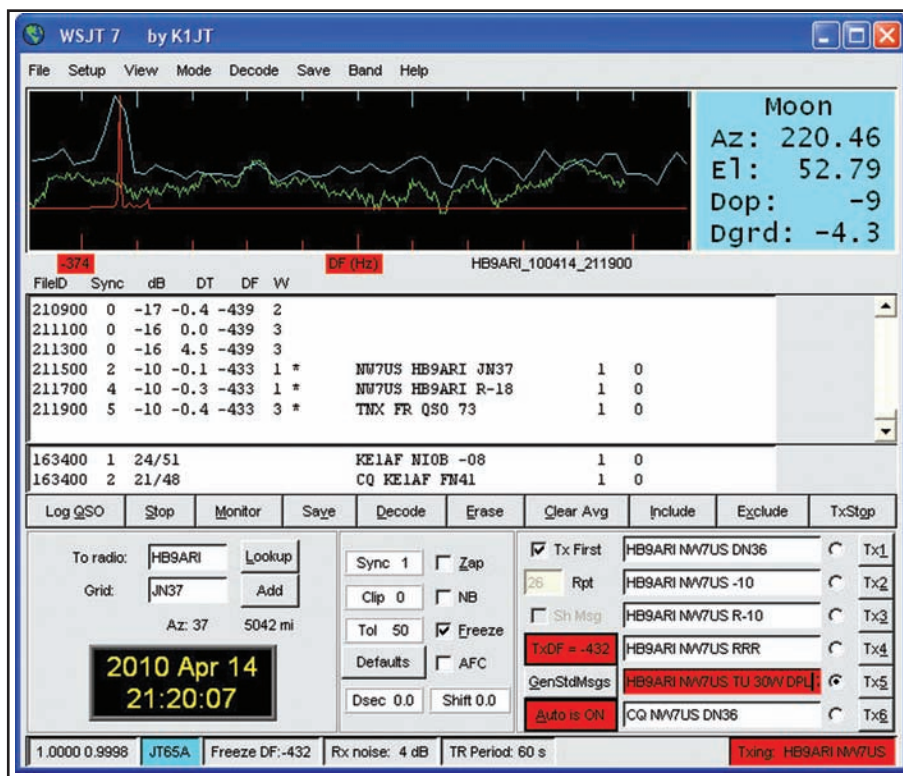 WSJT 7 by K1JT
File Setup View Mode Decode Save Band Help
Moon
Az: 220.46
El: 52.79
Dop: -9
Dgrd: -4.3
-374 DF (Hz) HB9ARI_100414_211900
FileID Sync dB DT DF W
210900 0 -17 -0.4 -439 2
211100 0 -16 0.0 -439 3
211300 0 -16 4.5 -439 3
211500 2 -10 -0.1 -433 1 * NW7US HB9ARI JN37 1 0
211700 4 -10 -0.3 -433 1 * NW7US HB9ARI R-18 1 0
211900 5 -10 -0.4 -433 3 * TNX FR QSO 73 1 0
163400 1 24/51 KE1AF NI0B -08 1 0
163400 2 21/48 CQ KE1AF FN41 1 0
Log QSO Stop Monitor Save Decode Erase Clear Avg Include Exclude TxStop
To radio: HB9ARI Lookup
Grid: JN37 Add
Az: 37 5042 mi
2010 Apr 14
21:20:07
Sync 1 Zap
Clip 0 NB
Tol 50 Freeze
Defaults AFC
Dsec 0.0 Shift 0.0
Tx First HB9ARI NW7US DN36 Tx1
26 Rpt HB9ARI NW7US -10 Tx2
Sh Msg HB9ARI NW7US R-10 Tx3
TxDF = -432 HB9ARI NW7US RRR Tx4
GenStdMsgs HB9ARI NW7US TU 30W DPL Tx5
Auto is ON CQ NW7US DN36 Tx6
1.0000 0.9998 JT65A Freeze DF:-432 Rx noise: 4 dB TR Period: 60 s Txing: HB9ARI NW7US